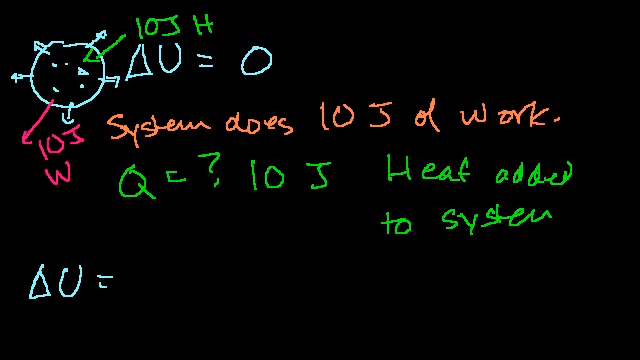 10J H
ΔU = 0
System does 10 J of work.
10J
W
Q = ? 10 J Heat added
to system
ΔU =